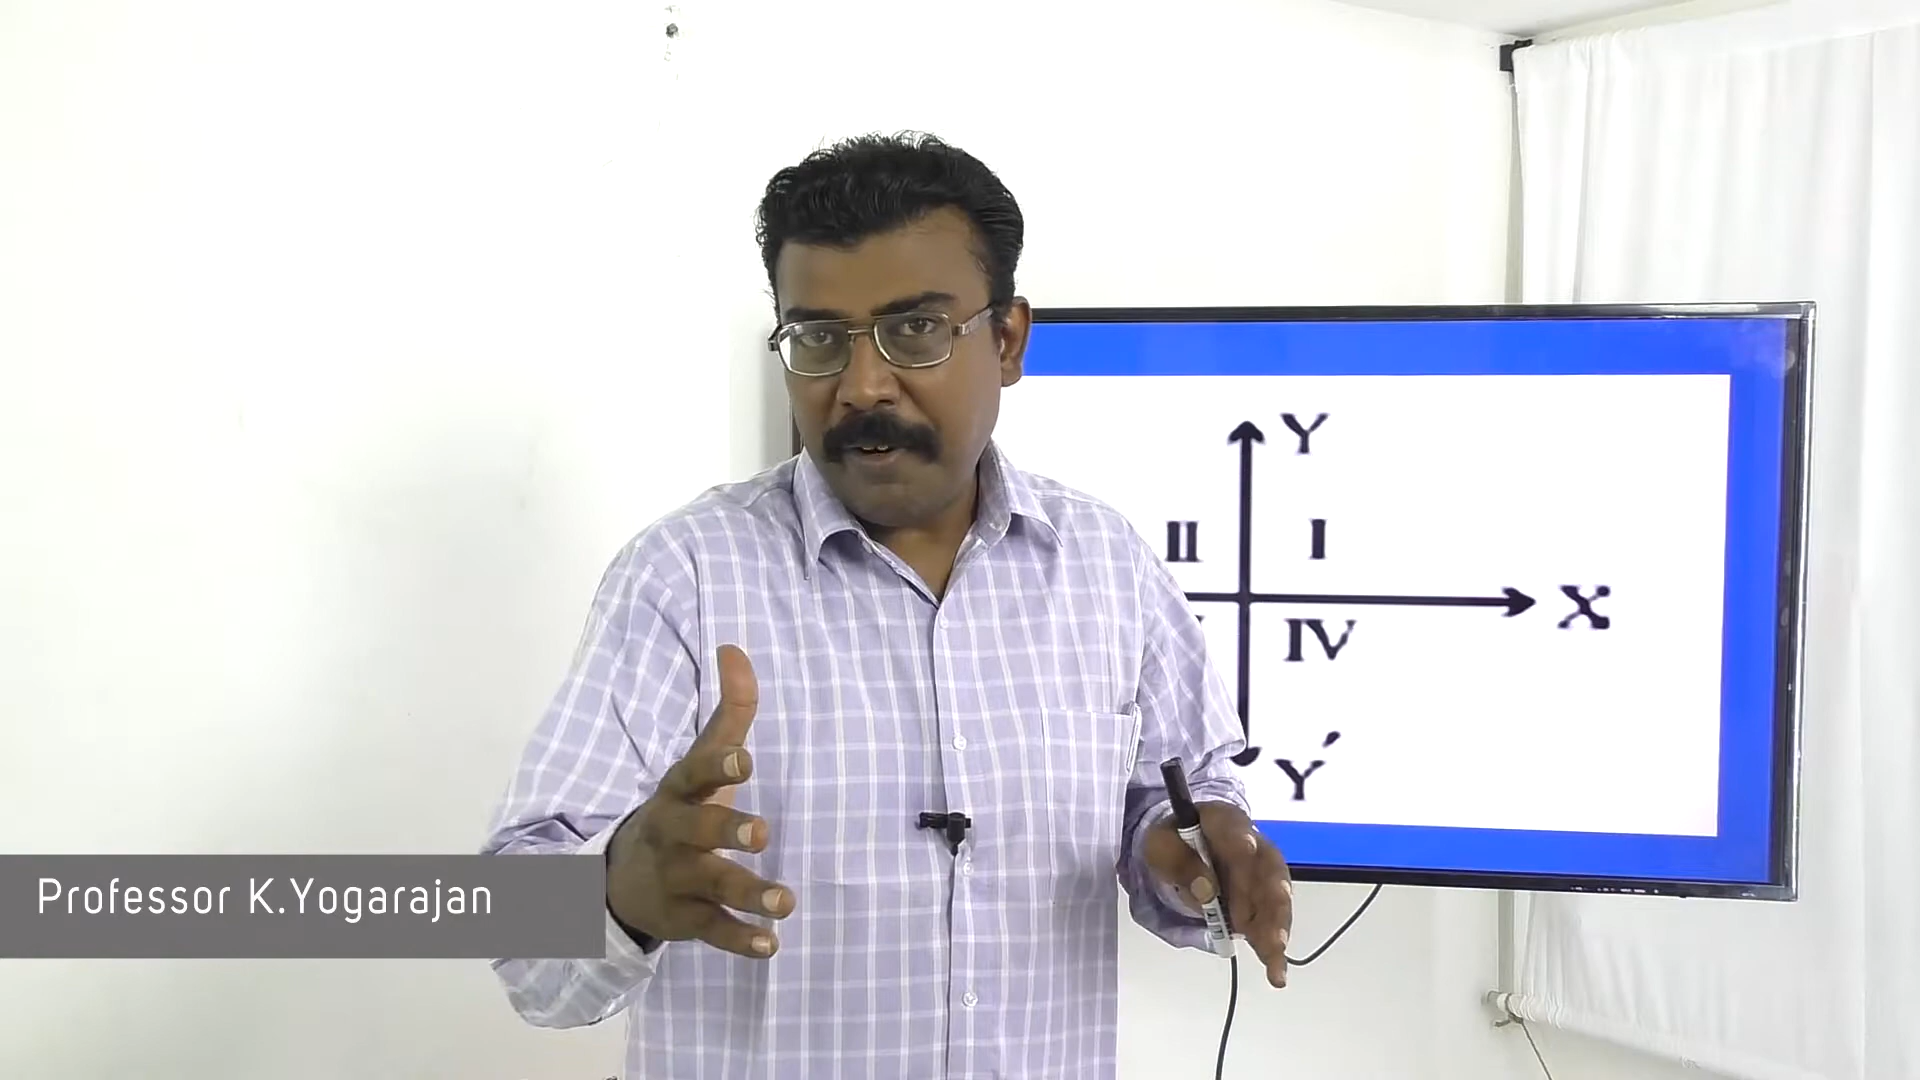 Y
II I
X
IV
Y'
Professor K.Yogarajan